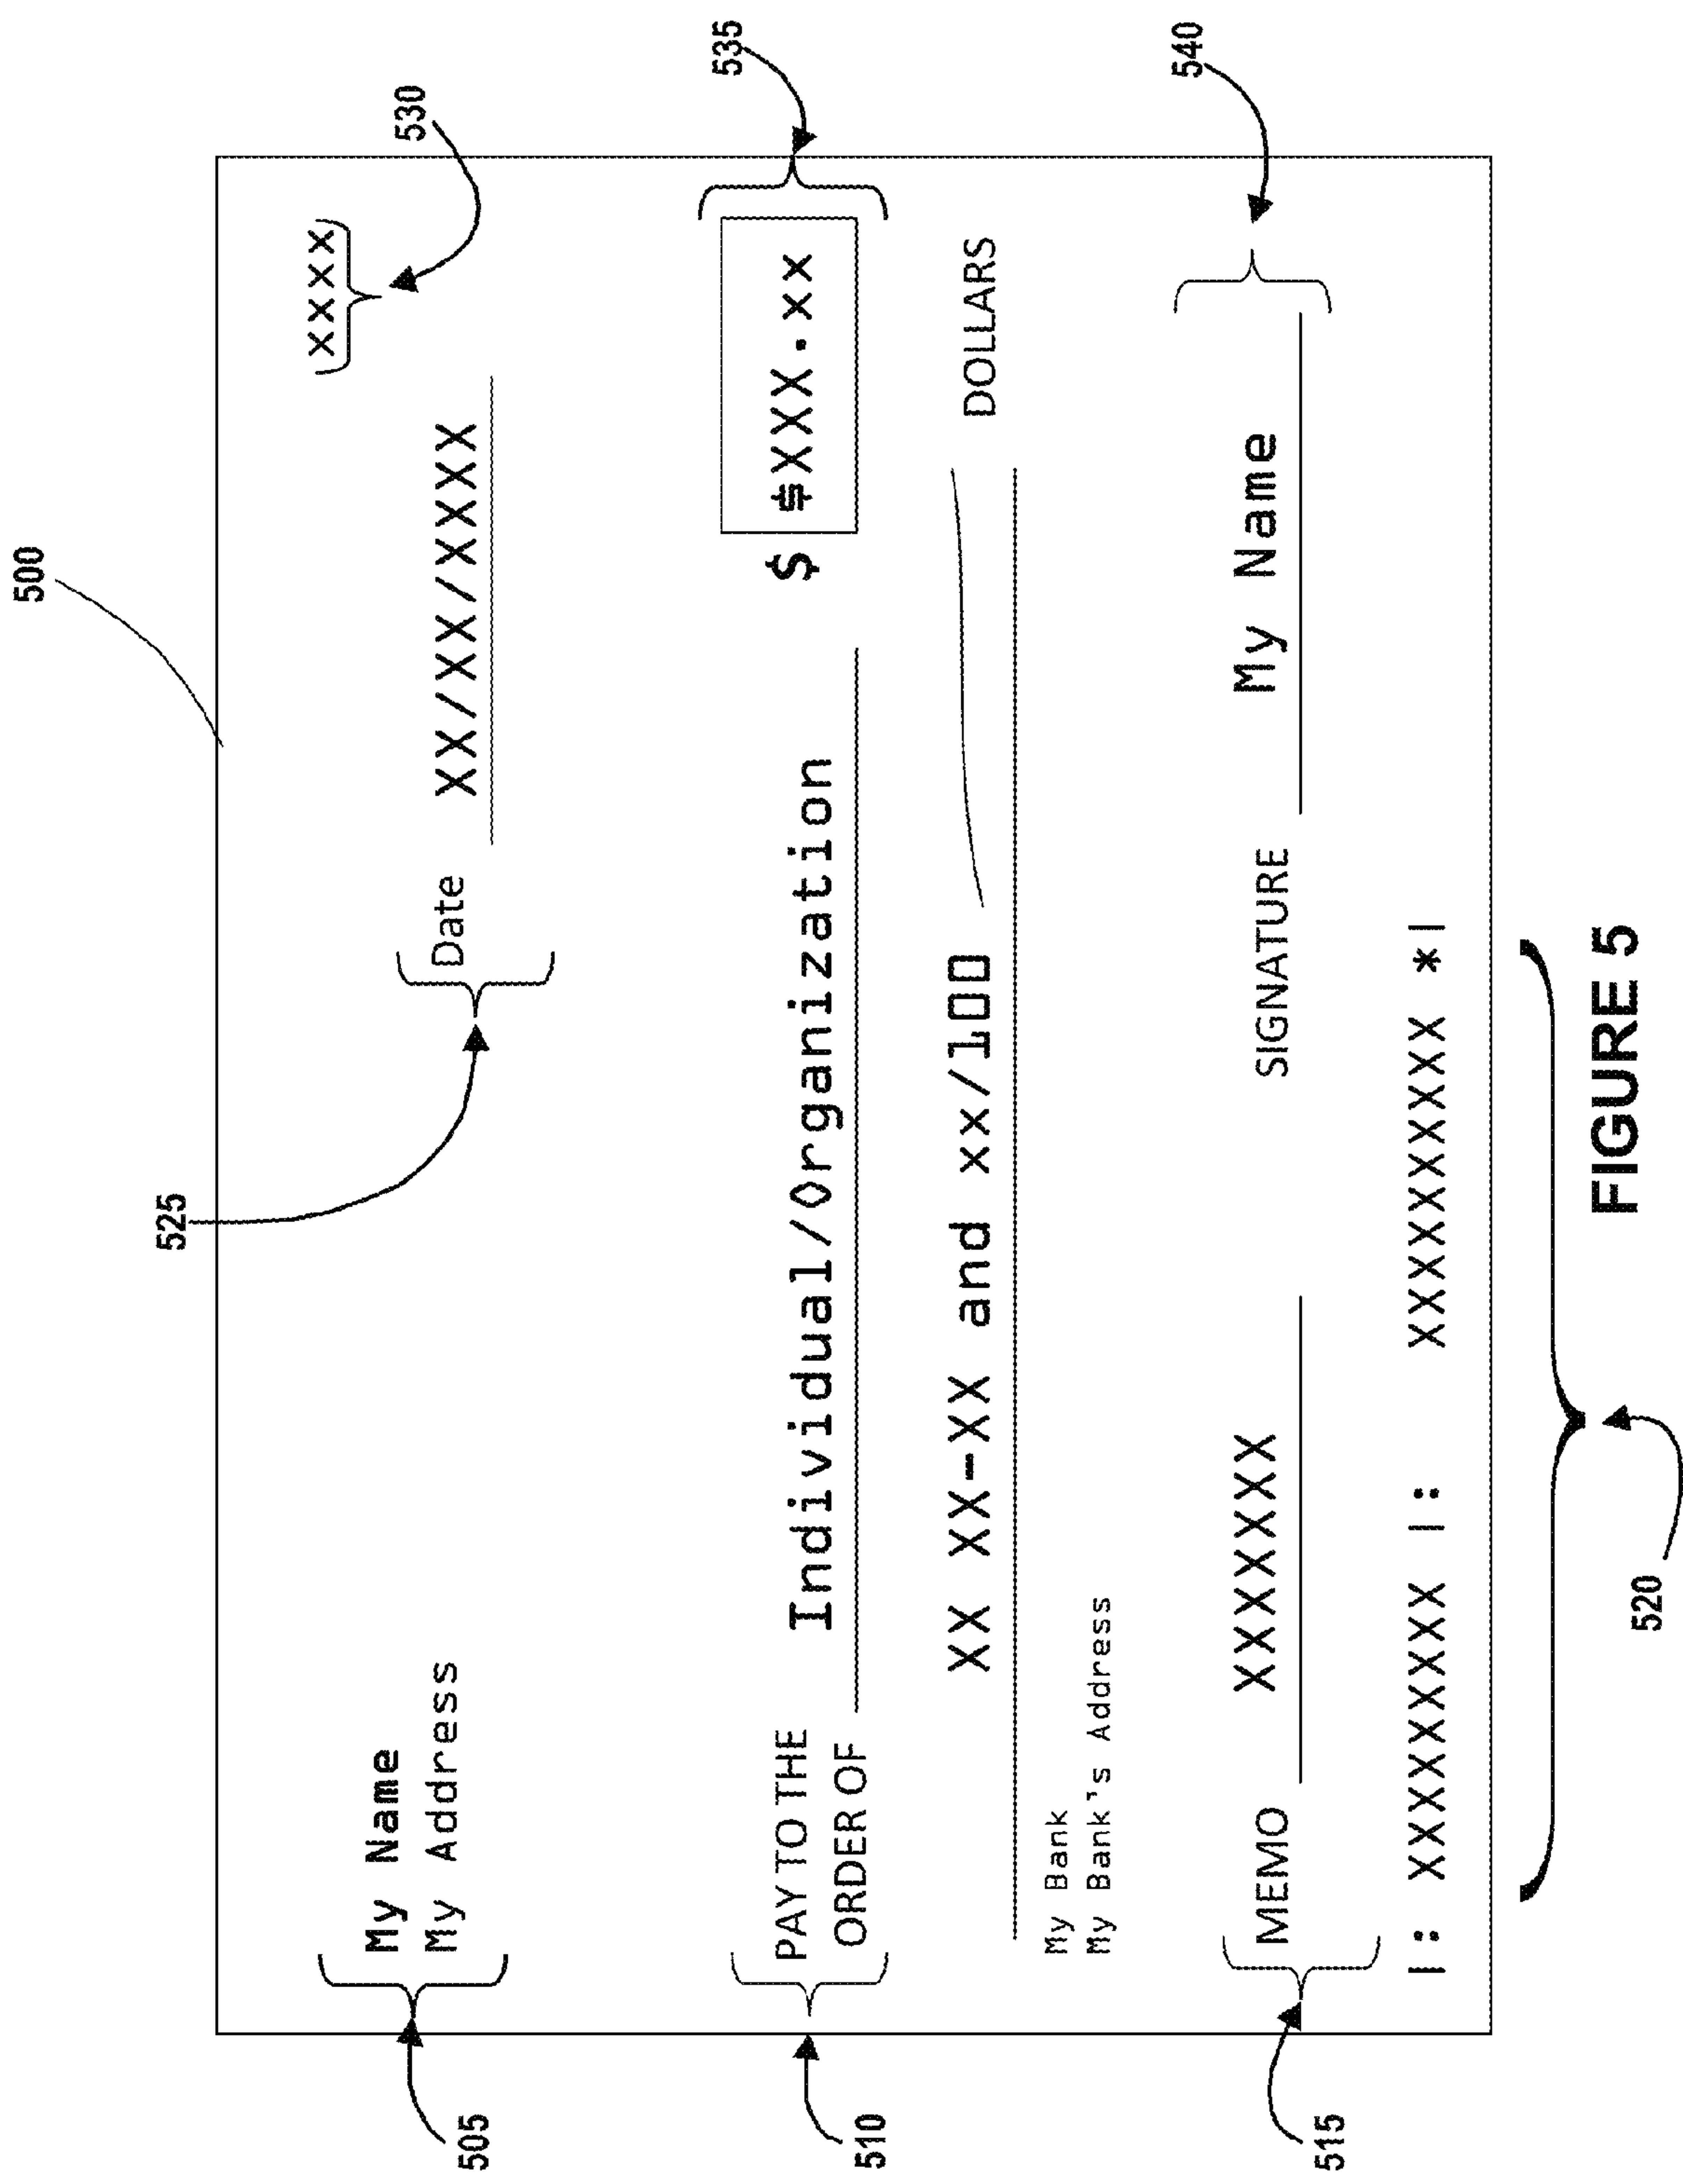 500
525
xxxx
530
My Name
My Address
Date XX/XX/XXXX
505
535
PAY TO THE
ORDER OF
Individual/Organization
$ $XXX.xx
510
XX XX-XX and xx/100 DOLLARS
My Bank
My Bank's Address
540
MEMO XXXXXXX SIGNATURE My Name
515
|: XXXXXXXXX |: XXXXXXXXXX *|
520
FIGURE 5